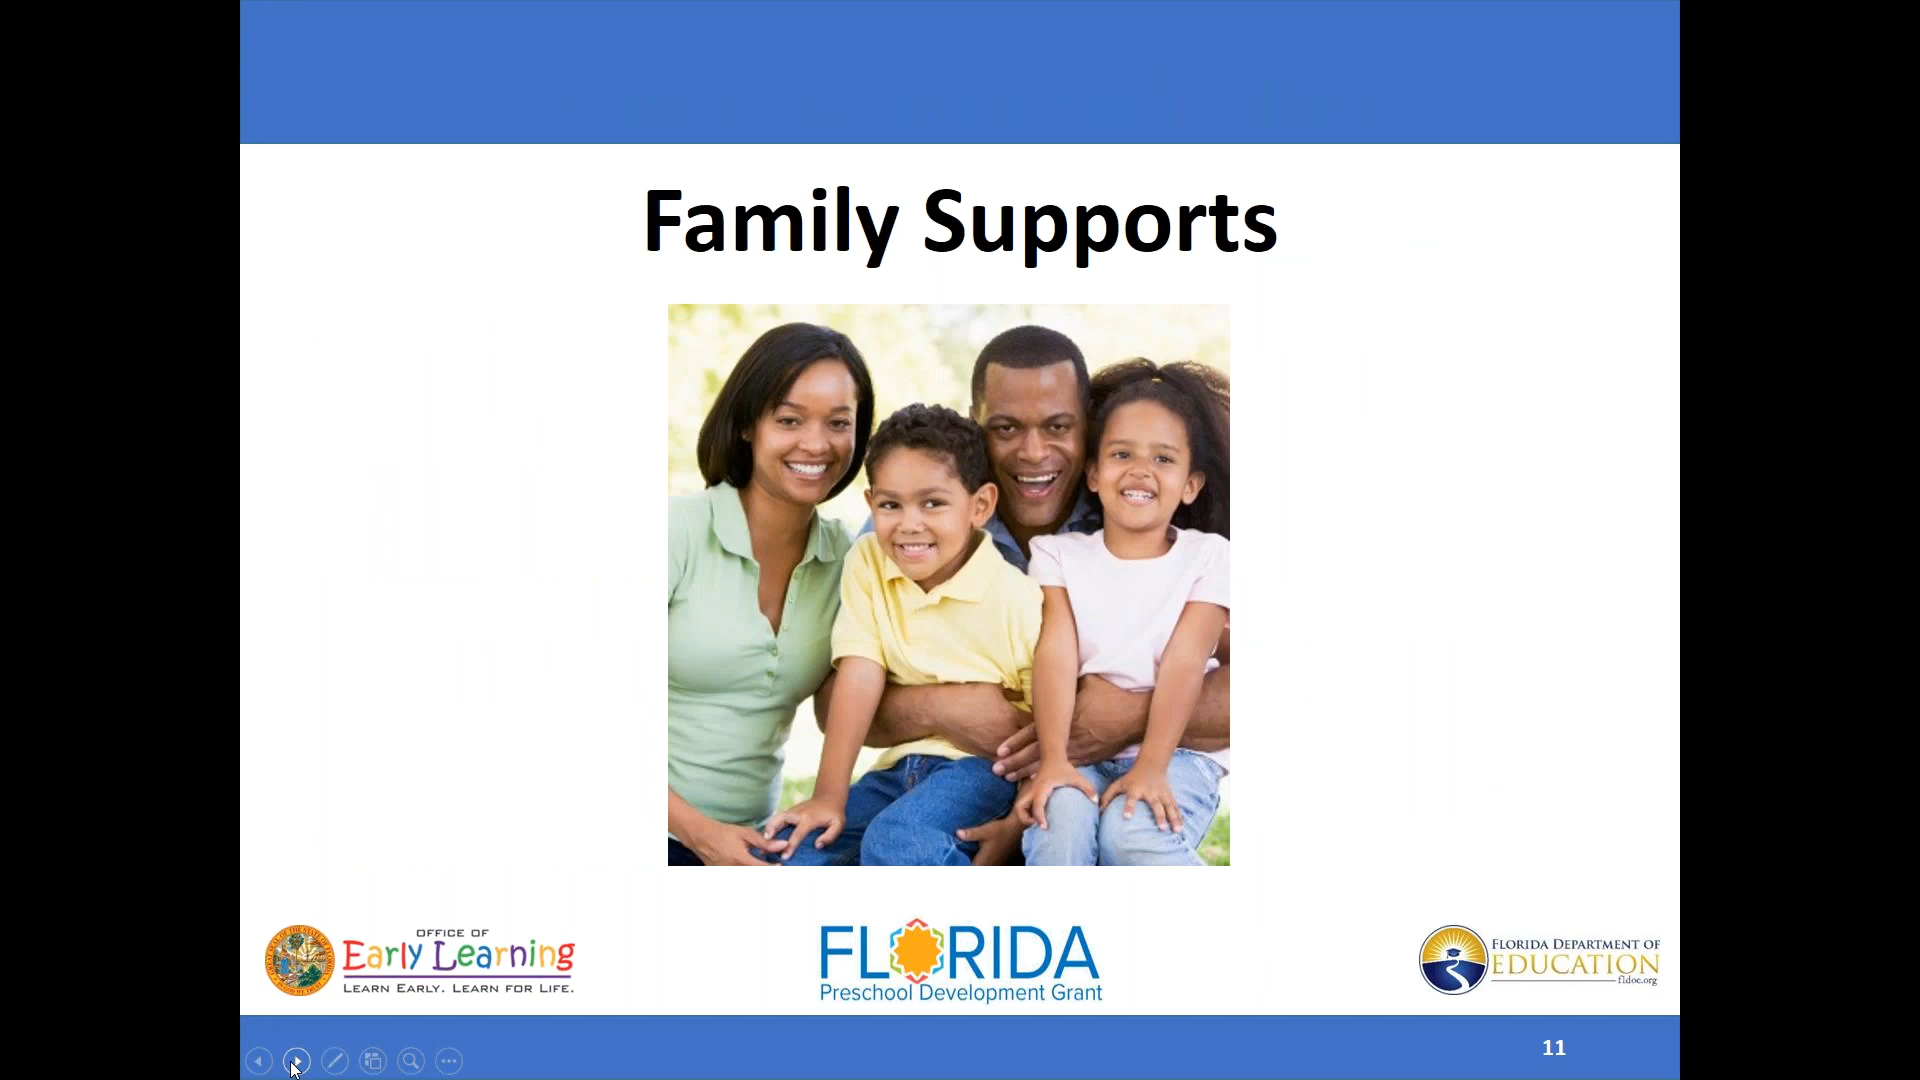 Family Supports
OFFICE OF
Early Learning
LEARN EARLY. LEARN FOR LIFE.
FLORIDA
Preschool Development Grant
FLORIDA DEPARTMENT OF
EDUCATION
fldoe.org
11